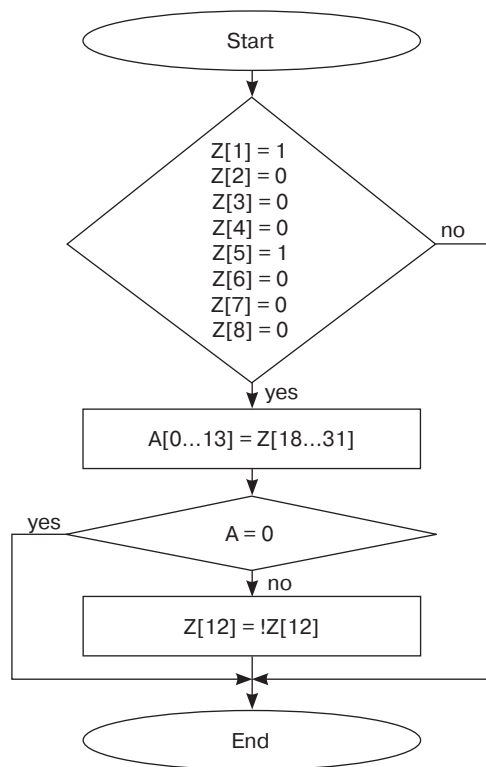 Start
Z[1] = 1
Z[2] = 0
Z[3] = 0
Z[4] = 0
Z[5] = 1
Z[6] = 0
Z[7] = 0
Z[8] = 0
no
yes
A[0...13] = Z[18...31]
yes
A = 0
no
Z[12] = !Z[12]
End